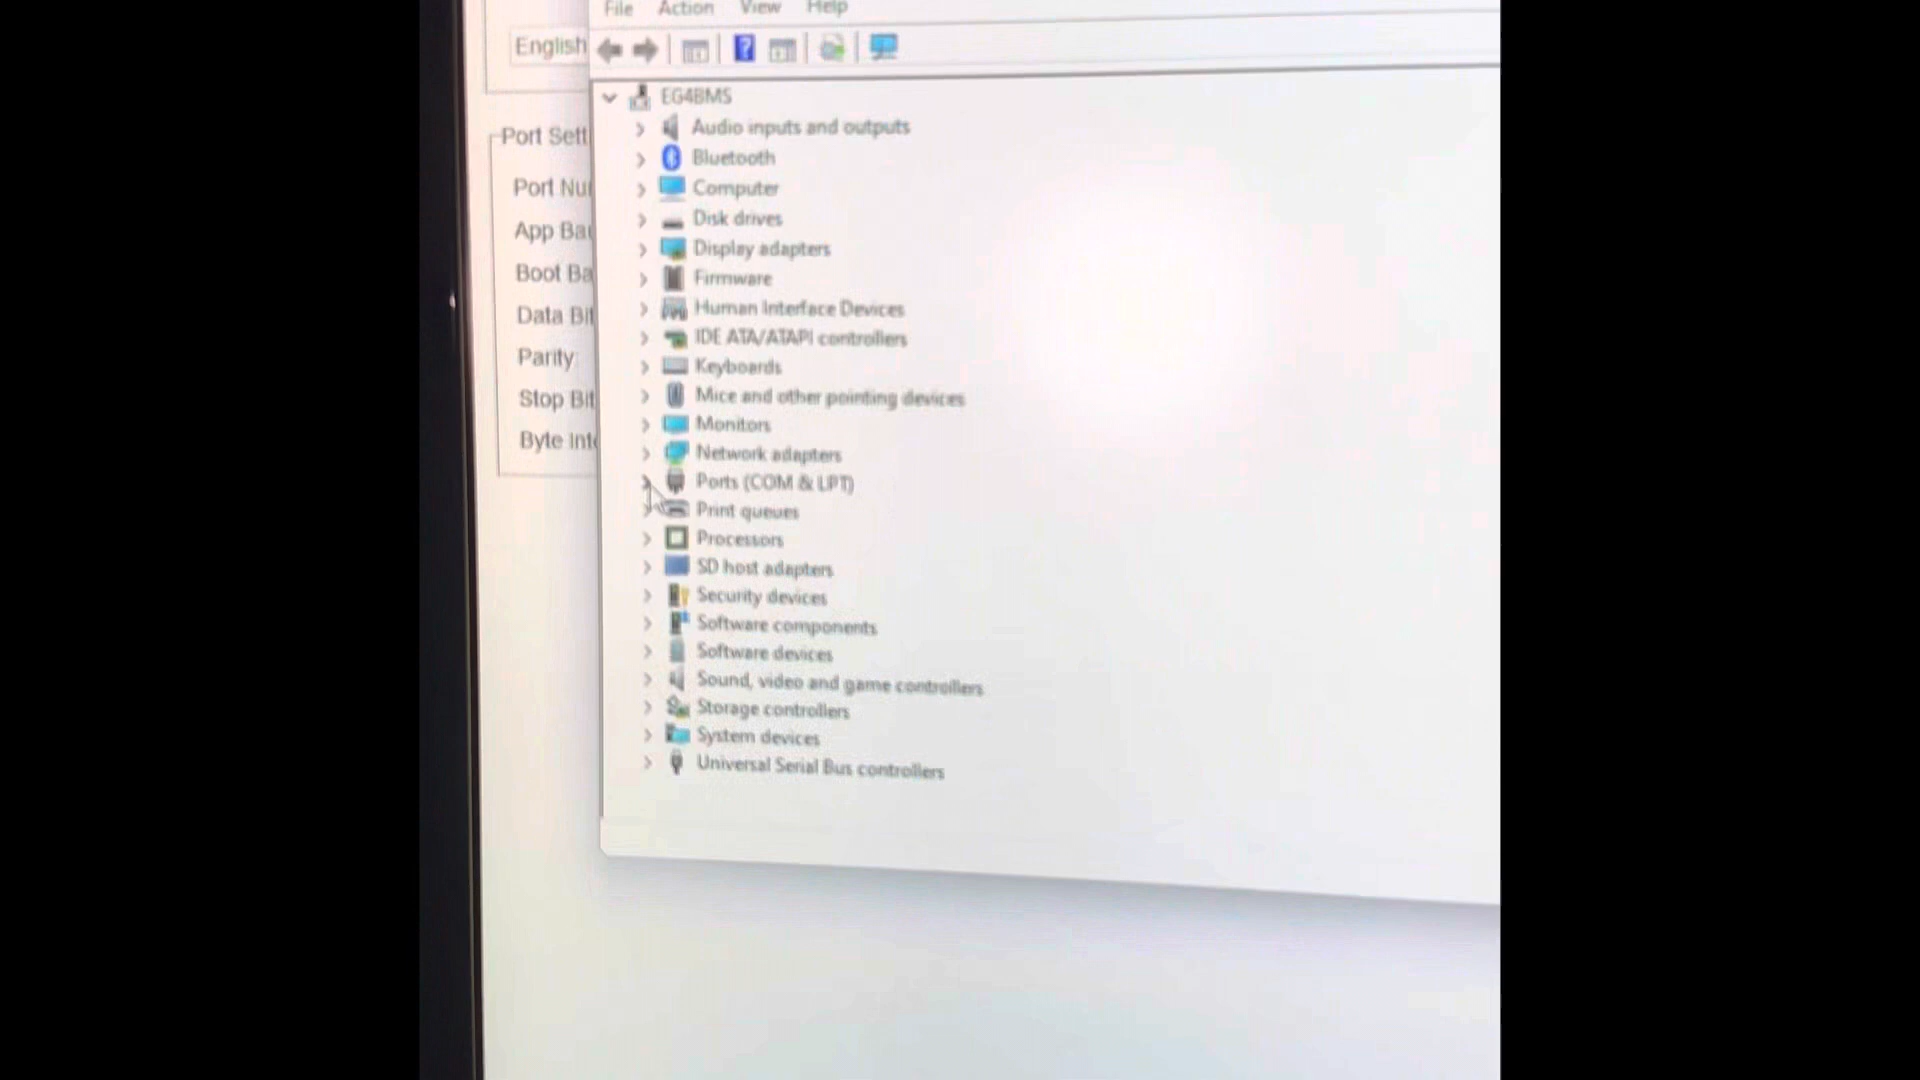 File Action View Help
English
EG4BMS
Audio inputs and outputs
Port Sett
Bluetooth
Port Nu
Computer
Disk drives
App Ba
Display adapters
Boot Ba
Firmware
Data Bit
Human Interface Devices
IDE ATA/ATAPI controllers
Parity
Keyboards
Stop Bit
Mice and other pointing devices
Monitors
Byte Int
Network adapters
Ports (COM & LPT)
Print queues
Processors
SD host adapters
Security devices
Software components
Software devices
Sound, video and game controllers
Storage controllers
System devices
Universal Serial Bus controllers